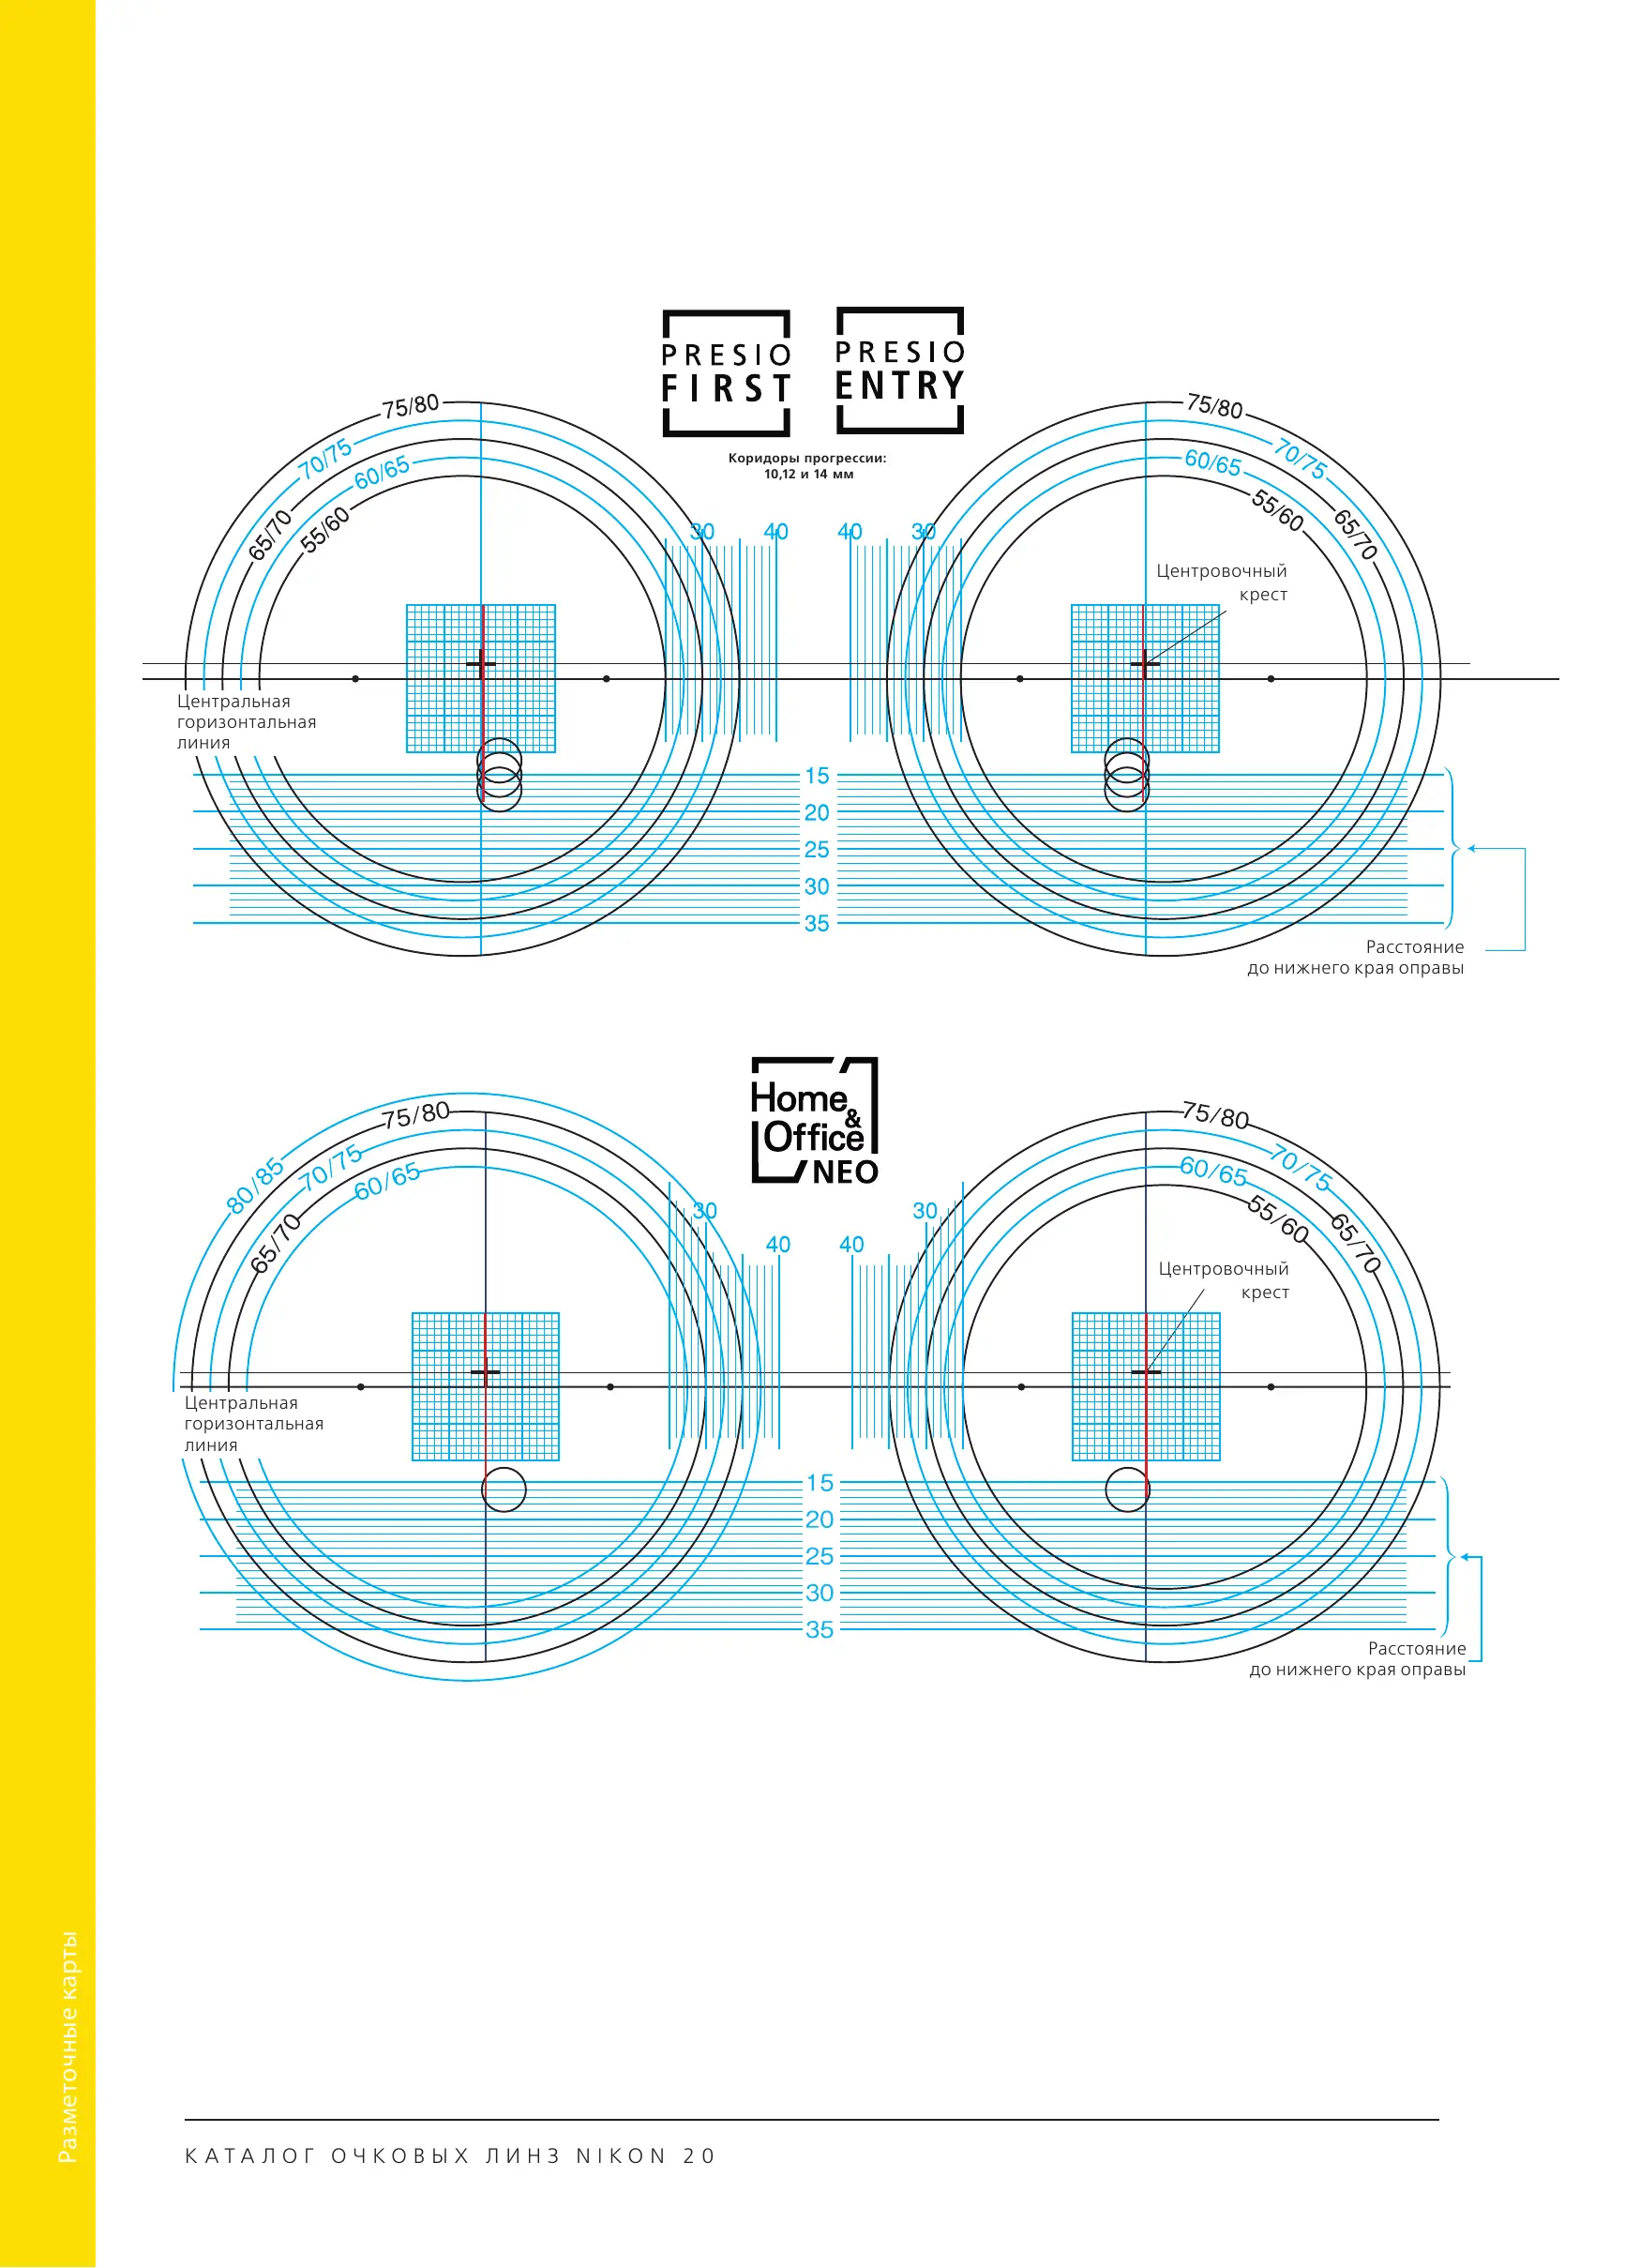 PRESIO
FIRST
PRESIO
ENTRY
Коридоры прогрессии:
10,12 и 14 мм
75/80
70/75
60/65
65/70
55/60
30
40
40
30
75/80
70/75
60/65
55/60
65/70
Центровочный
крест
Центральная
горизонтальная
линия
15
20
25
30
35
Расстояние
до нижнего края оправы
Home
&
Office
NEO
80/85
75/80
70/75
60/65
65/70
30
40
40
30
75/80
70/75
60/65
55/60
65/70
Центровочный
крест
Центральная
горизонтальная
линия
15
20
25
30
35
Расстояние
до нижнего края оправы
Разметочные карты
КАТАЛОГ ОЧКОВЫХ ЛИНЗ NIKON 20